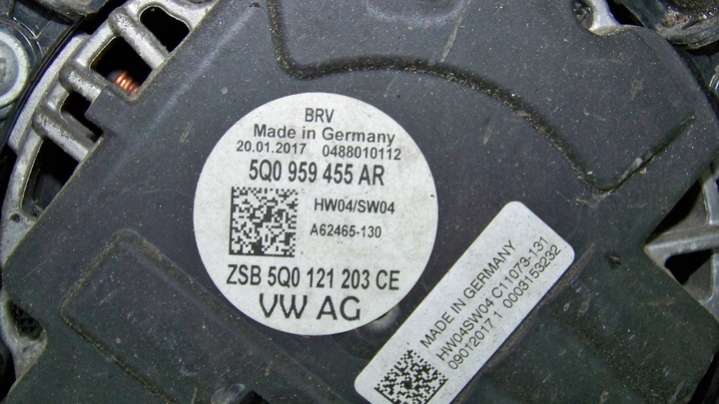 BRV
Made in Germany
20.01.2017 0488010112
5Q0 959 455 AR
HW04/SW04
A62465-130
ZSB 5Q0 121 203 CE
VW AG
MADE IN GERMANY
HW04SW04 C11073-131
09012017 1 0003153232